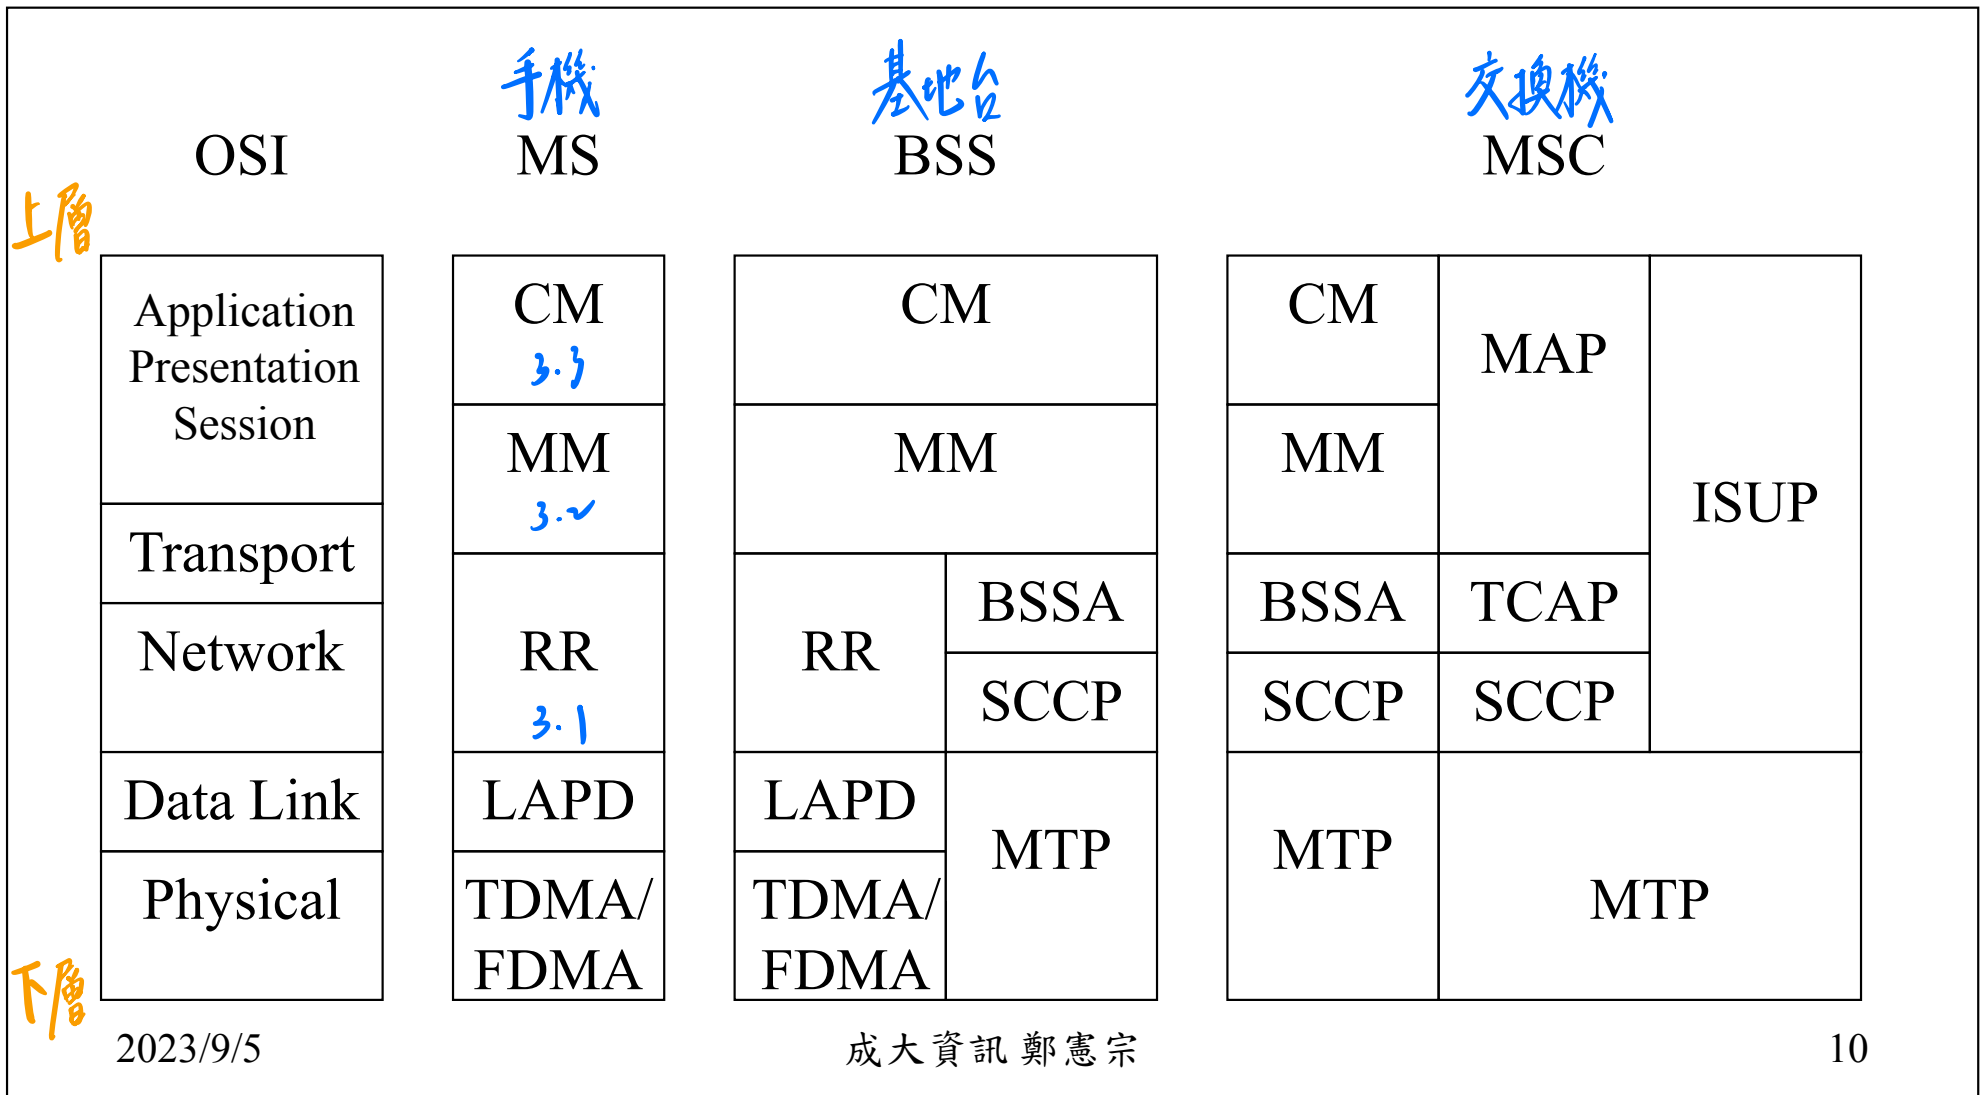 手機 基地台 交換機
OSI MS BSS MSC
上層
Application CM CM CM MAP ISUP
Presentation 3.3
Session
MM MM MM
3.2
Transport
BSSA BSSA TCAP
Network RR RR
SCCP SCCP SCCP
3.1
Data Link LAPD LAPD
MTP MTP MTP
Physical TDMA/ TDMA/
FDMA FDMA
下層
2023/9/5 成大資訊 鄭憲宗 10